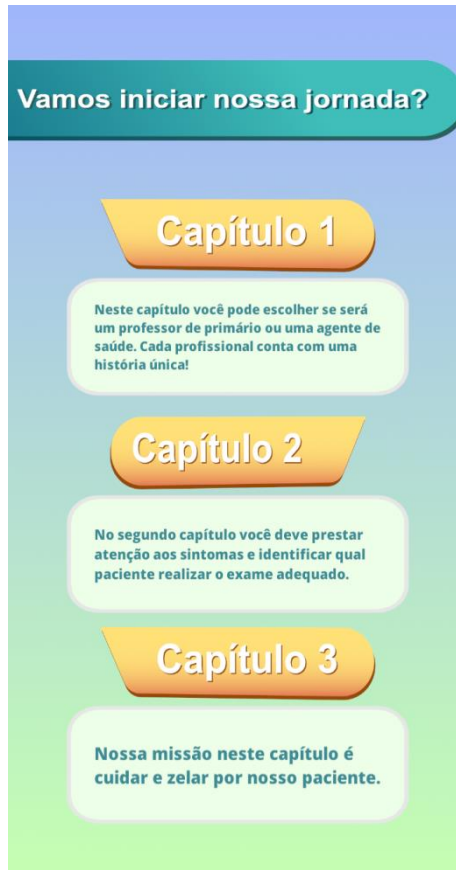 Vamos iniciar nossa jornada?
Capítulo 1
Neste capítulo você pode escolher se será
um professor de primário ou uma agente de
saúde. Cada profissional conta com uma
história única!
Capítulo 2
No segundo capítulo você deve prestar
atenção aos sintomas e identificar qual
paciente realizar o exame adequado.
Capítulo 3
Nossa missão neste capítulo é
cuidar e zelar por nosso paciente.